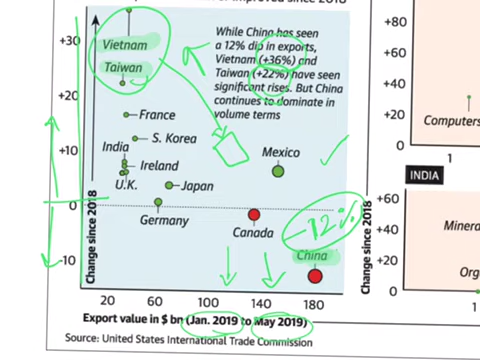 While China has seen
a 12% dip in exports,
Vietnam (+36%) and
Taiwan (+22%) have seen
significant rises. But China
continues to dominate in
volume terms
+30
+20
+10
0
-10
Change since 2018
Vietnam
Taiwan
France
S. Korea
India
Ireland
U.K.
Japan
Germany
Mexico
Canada
-12%
China
20 60 100 140 180
Export value in $ bn (Jan. 2019 to May 2019)
Source: United States International Trade Commission
+80
+60
+40
+20
0
Computers
1
INDIA
Change since 2018
+60
+40
+20
0
1